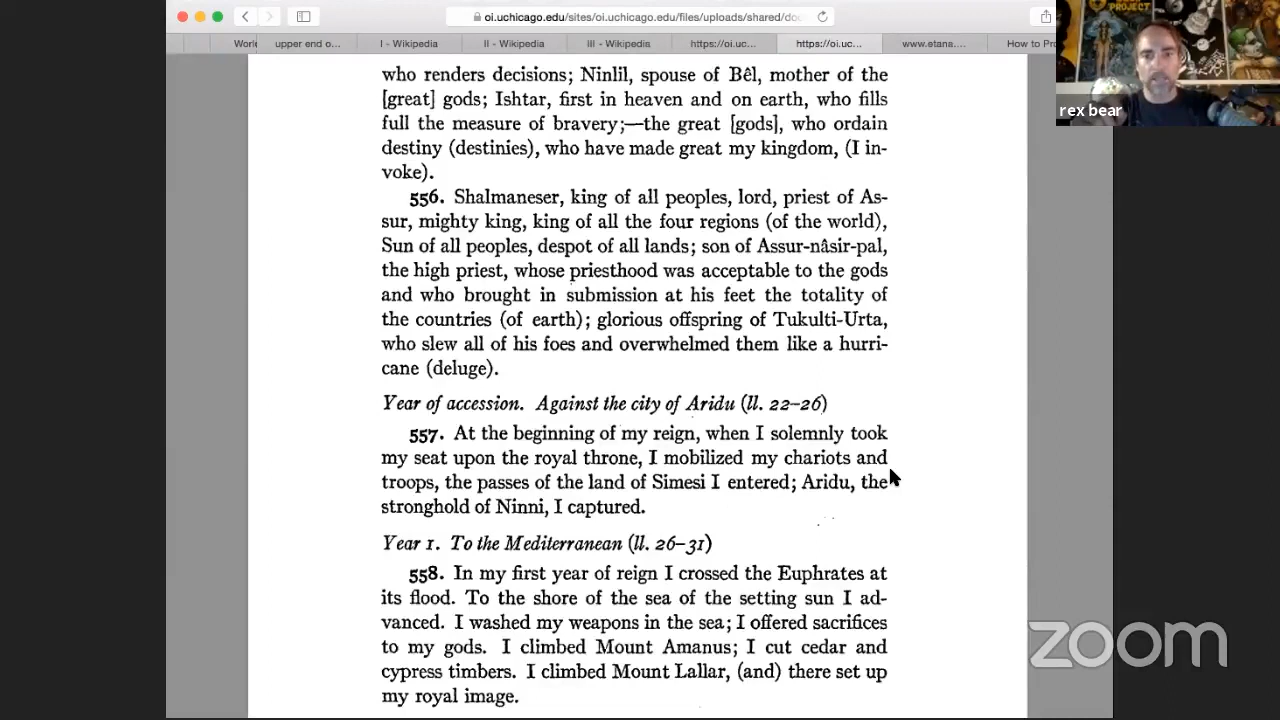 oi.uchicago.edu/sites/oi.uchicago.edu/files/uploads/shared/doc
upper end o...
I - Wikipedia
II - Wikipedia
III - Wikipedia
https://oi.uc...
https://oi.uc...
www.etana....
How to Pr
PROJECT
rex bear
who renders decisions; Ninlil, spouse of Bêl, mother of the
[great] gods; Ishtar, first in heaven and on earth, who fills
full the measure of bravery;—the great [gods], who ordain
destiny (destinies), who have made great my kingdom, (I in-
voke).
556. Shalmaneser, king of all peoples, lord, priest of As-
sur, mighty king, king of all the four regions (of the world),
Sun of all peoples, despot of all lands; son of Assur-nâsir-pal,
the high priest, whose priesthood was acceptable to the gods
and who brought in submission at his feet the totality of
the countries (of earth); glorious offspring of Tukulti-Urta,
who slew all of his foes and overwhelmed them like a hurri-
cane (deluge).
Year of accession. Against the city of Aridu (ll. 22–26)
557. At the beginning of my reign, when I solemnly took
my seat upon the royal throne, I mobilized my chariots and
troops, the passes of the land of Simesi I entered; Aridu, the
stronghold of Ninni, I captured.
Year 1. To the Mediterranean (ll. 26–31)
558. In my first year of reign I crossed the Euphrates at
its flood. To the shore of the sea of the setting sun I ad-
vanced. I washed my weapons in the sea; I offered sacrifices
to my gods. I climbed Mount Amanus; I cut cedar and
cypress timbers. I climbed Mount Lallar, (and) there set up
my royal image.
zoom